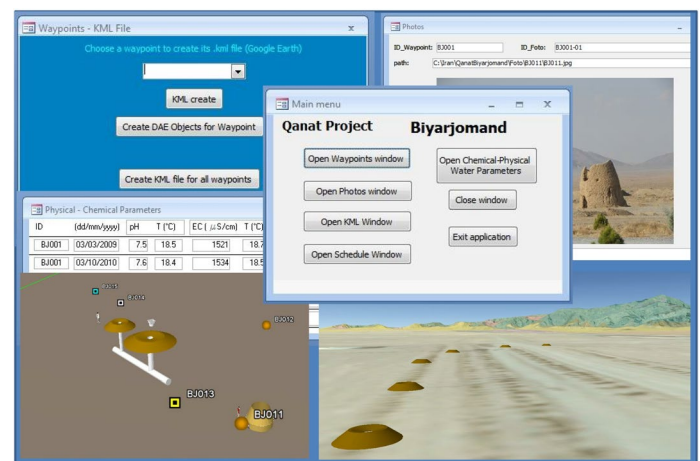 Waypoints - KML File
x
Choose a waypoint to create its .kml file (Google Earth)
KML create
Create DAE Objects for Waypoint
Create KML file for all waypoints
Photos
ID_Waypoint: BJ001 ID_Foto: BJ001-01
path: C:\Iran\QanatBiyarjomand\Foto\BJ011\BJ011.jpg
Main menu
x
Qanat Project Biyarjomand
Open Waypoints window
Open Photos window
Open KML Window
Open Schedule Window
Open Chemical-Physical
Water Parameters
Close window
Exit application
Physical - Chemical Parameters
ID (dd/mm/yyyy) pH T (°C) EC ( μS/cm) T (°C)
BJ001 03/03/2009 7.5 18.5 1521 18.7
BJ001 03/10/2010 7.6 18.4 1534 18.5
BJ015
BJ014
BJ012
BJ013
BJ011